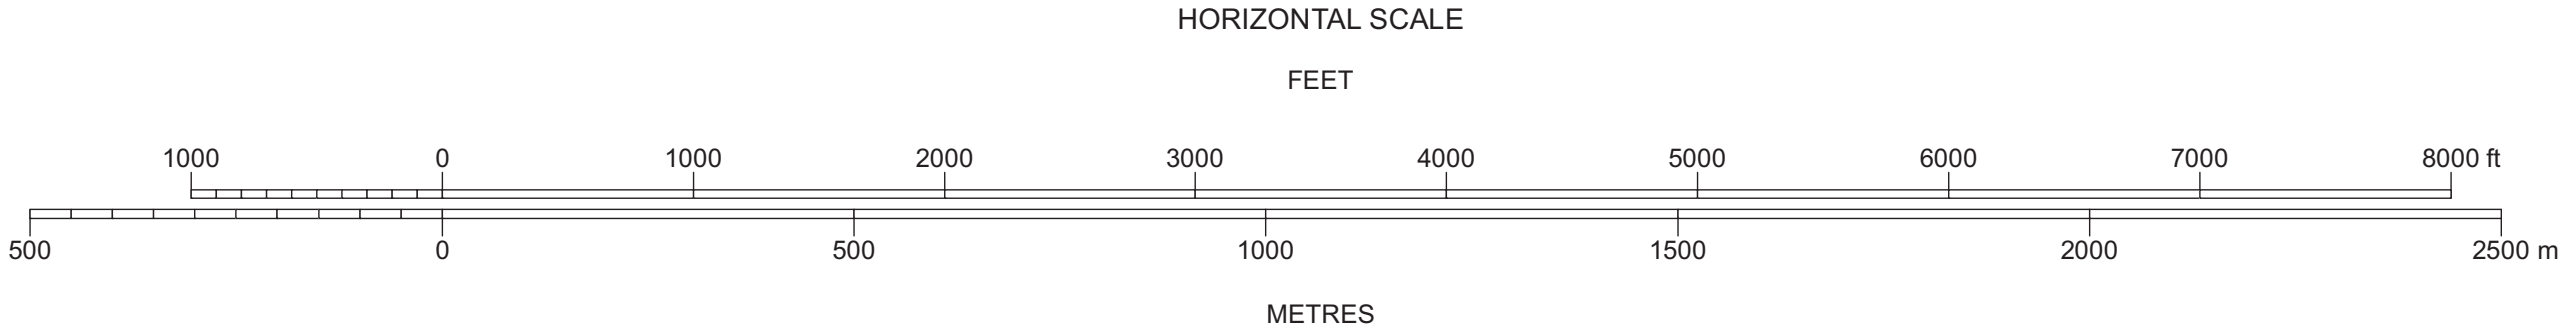 HORIZONTAL SCALE
FEET
1000 0 1000 2000 3000 4000 5000 6000 7000 8000 ft
500 0 500 1000 1500 2000 2500 m
METRES